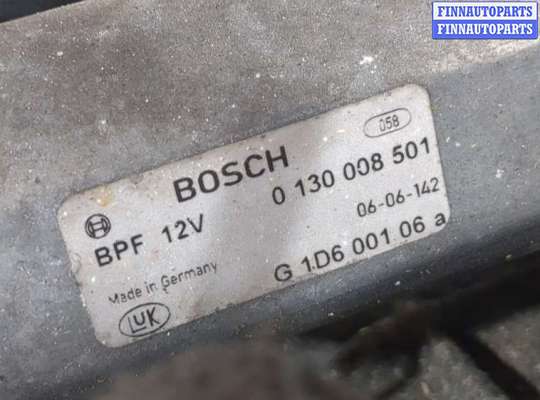 FINNAUTOPARTS
FINNAUTOPARTS
058
BOSCH
0 130 008 501
BPF 12V
06-06-142
G 1D6 001 06 a
Made in Germany
LUK